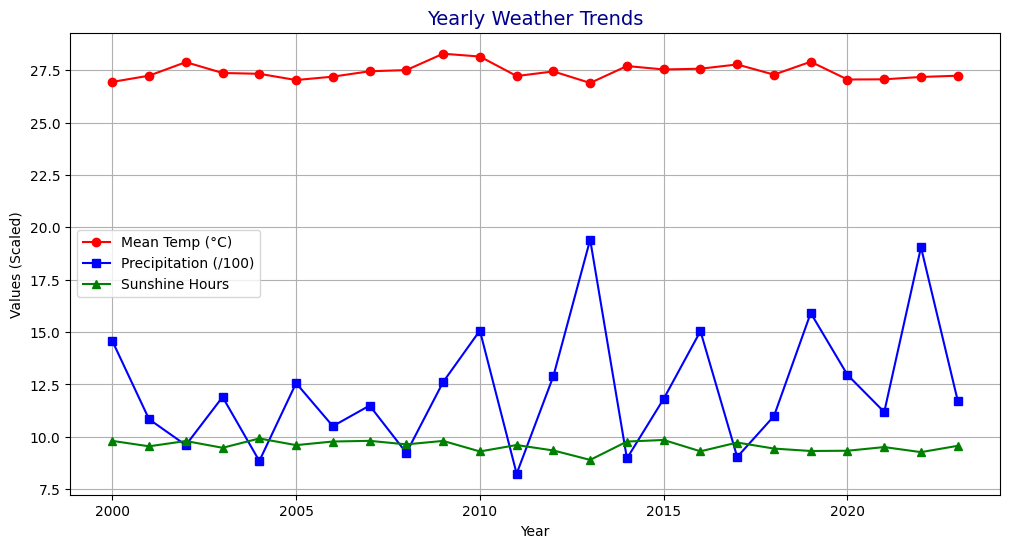 Yearly Weather Trends
Values (Scaled)
27.5
25.0
22.5
20.0
17.5
15.0
12.5
10.0
7.5
Mean Temp (°C)
Precipitation (/100)
Sunshine Hours
2000 2005 2010 2015 2020
Year